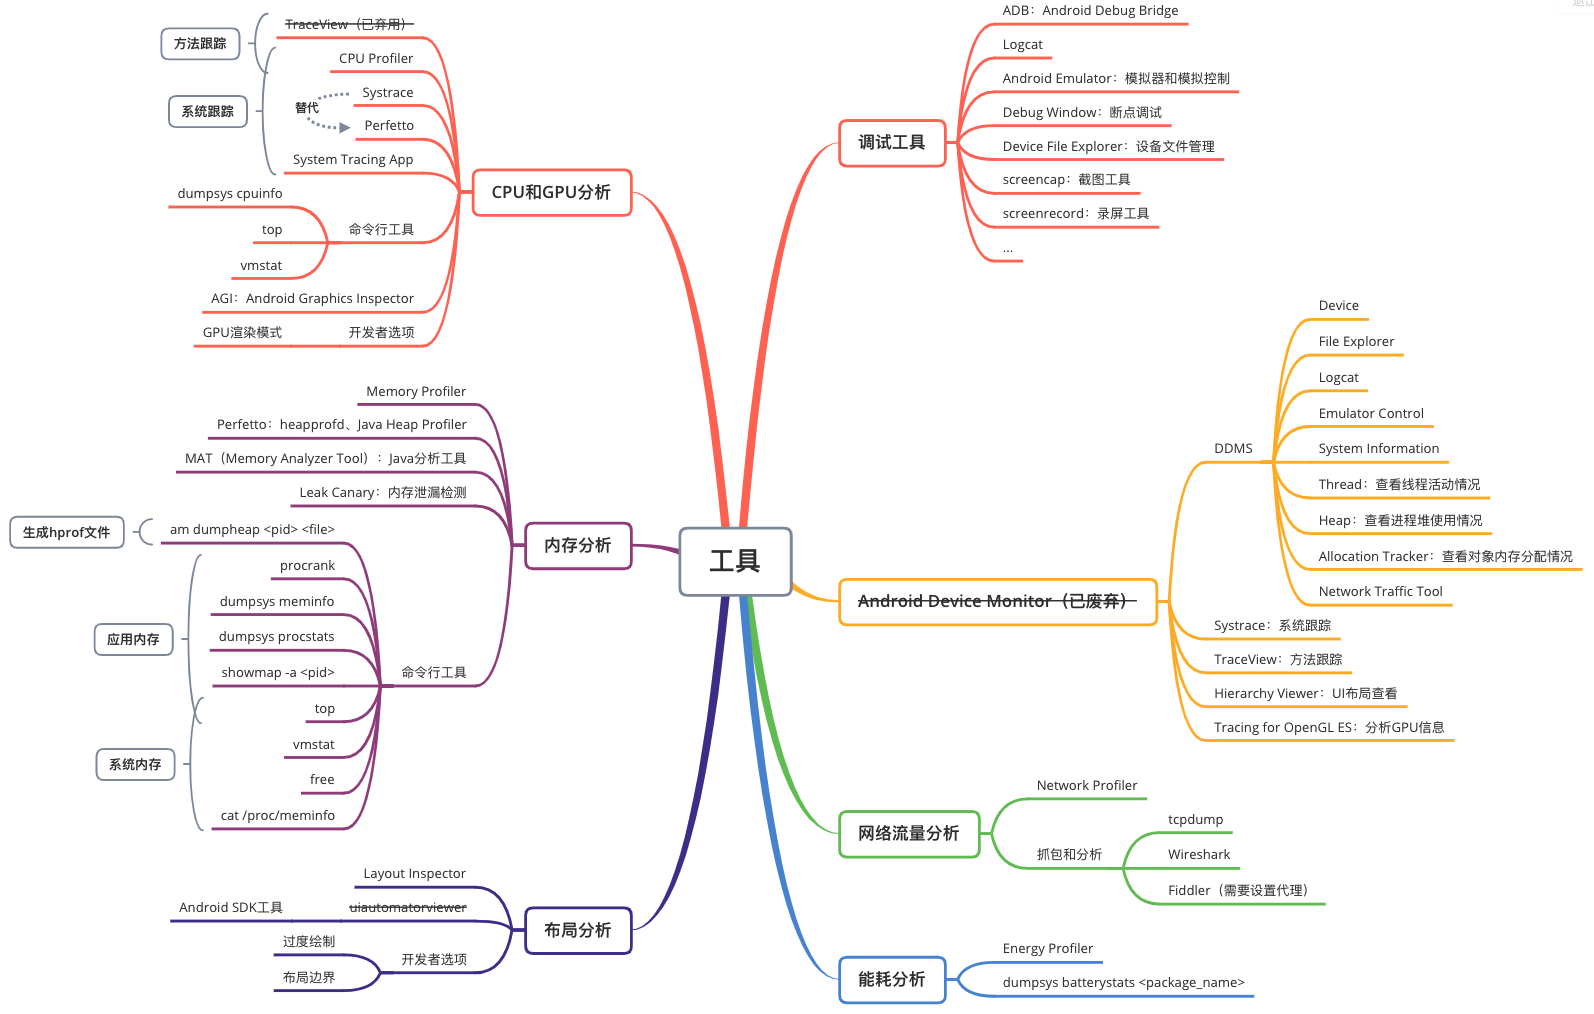 工具
调试工具
ADB：Android Debug Bridge
Logcat
Android Emulator：模拟器和模拟控制
Debug Window：断点调试
Device File Explorer：设备文件管理
screencap：截图工具
screenrecord：录屏工具
...
Android Device Monitor（已废弃）
DDMS
Device
File Explorer
Logcat
Emulator Control
System Information
Thread：查看线程活动情况
Heap：查看进程堆使用情况
Allocation Tracker：查看对象内存分配情况
Network Traffic Tool
Systrace：系统跟踪
TraceView：方法跟踪
Hierarchy Viewer：UI布局查看
Tracing for OpenGL ES：分析GPU信息
网络流量分析
Network Profiler
抓包和分析
tcpdump
Wireshark
Fiddler（需要设置代理）
能耗分析
Energy Profiler
dumpsys batterystats <package_name>
CPU和GPU分析
方法跟踪
系统跟踪
TraceView（已弃用）
CPU Profiler
Systrace
替代
Perfetto
System Tracing App
命令行工具
dumpsys cpuinfo
top
vmstat
AGI：Android Graphics Inspector
开发者选项
GPU渲染模式
内存分析
Memory Profiler
Perfetto：heapprofd、Java Heap Profiler
MAT（Memory Analyzer Tool）：Java分析工具
Leak Canary：内存泄漏检测
命令行工具
生成hprof文件
am dumpheap <pid> <file>
应用内存
procrank
dumpsys meminfo
dumpsys procstats
showmap -a <pid>
系统内存
top
vmstat
free
cat /proc/meminfo
布局分析
Layout Inspector
uiautomatorviewer
Android SDK工具
开发者选项
过度绘制
布局边界